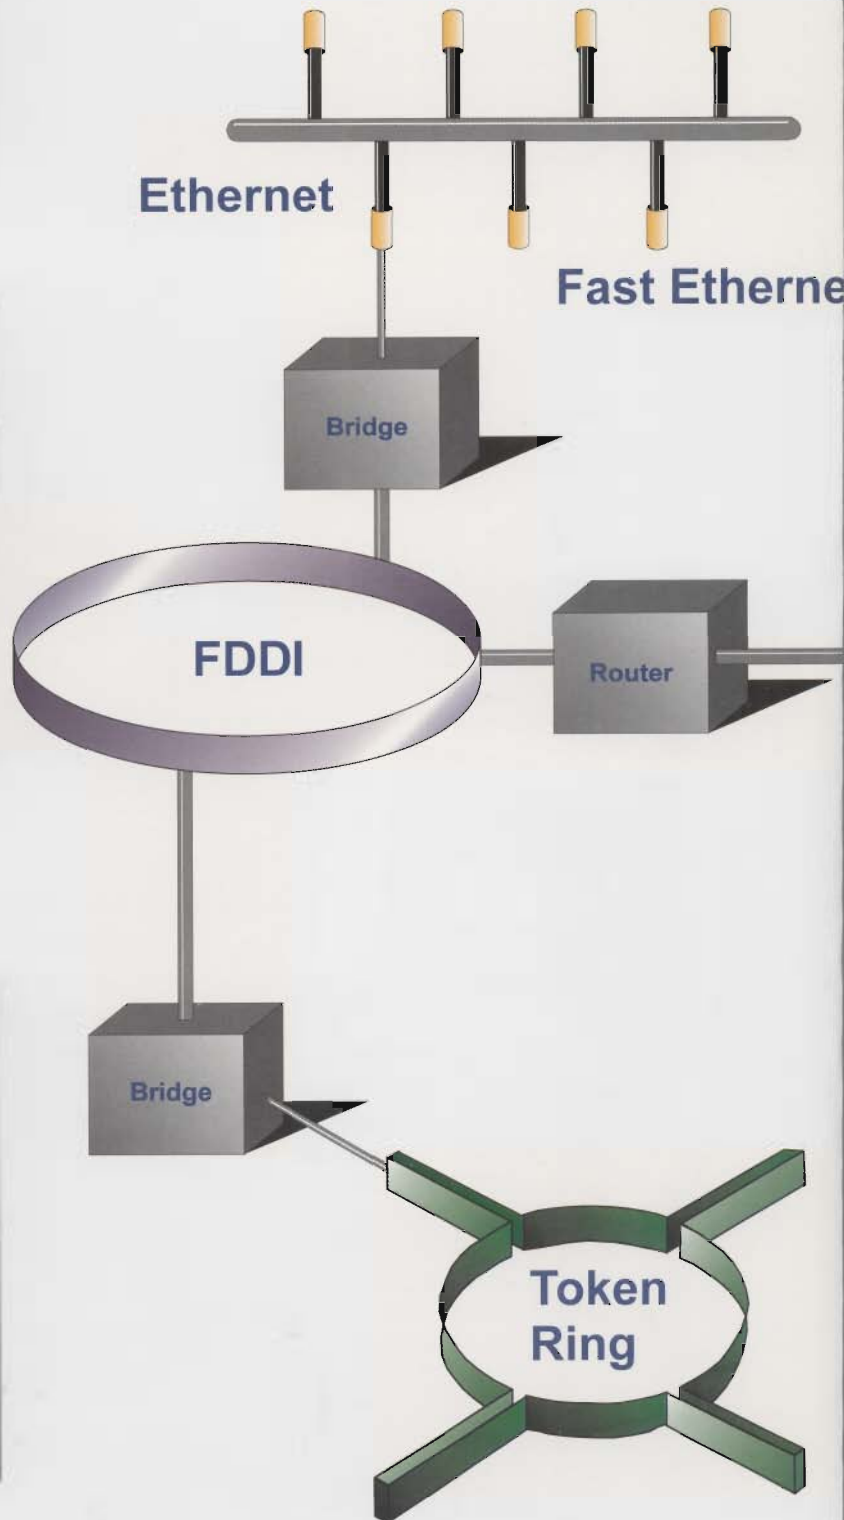 Ethernet
Fast Etherne
Bridge
FDDI
Router
Bridge
Token
Ring